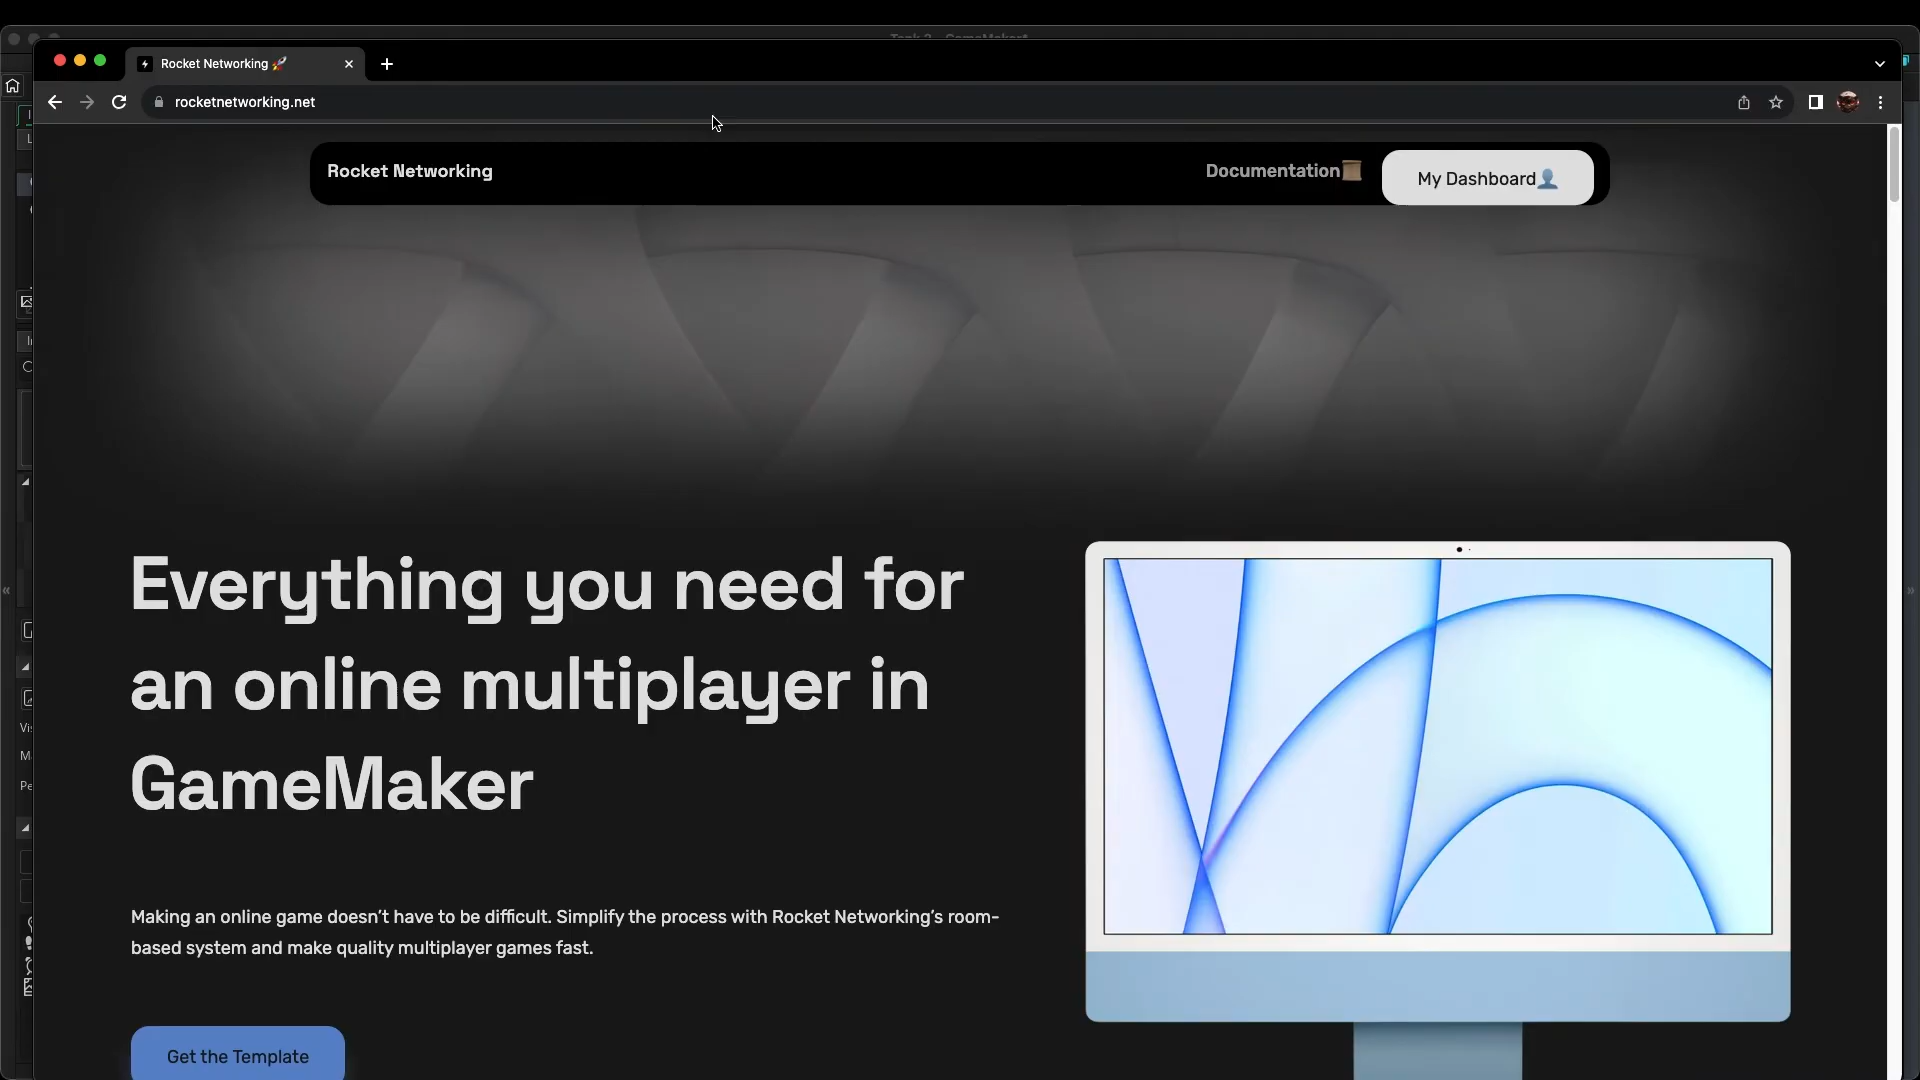 Rocket Networking 🚀
rocketnetworking.net
Rocket Networking
Documentation📜
My Dashboard👤
Everything you need for
an online multiplayer in
GameMaker
Making an online game doesn't have to be difficult. Simplify the process with Rocket Networking's room-
based system and make quality multiplayer games fast.
Get the Template